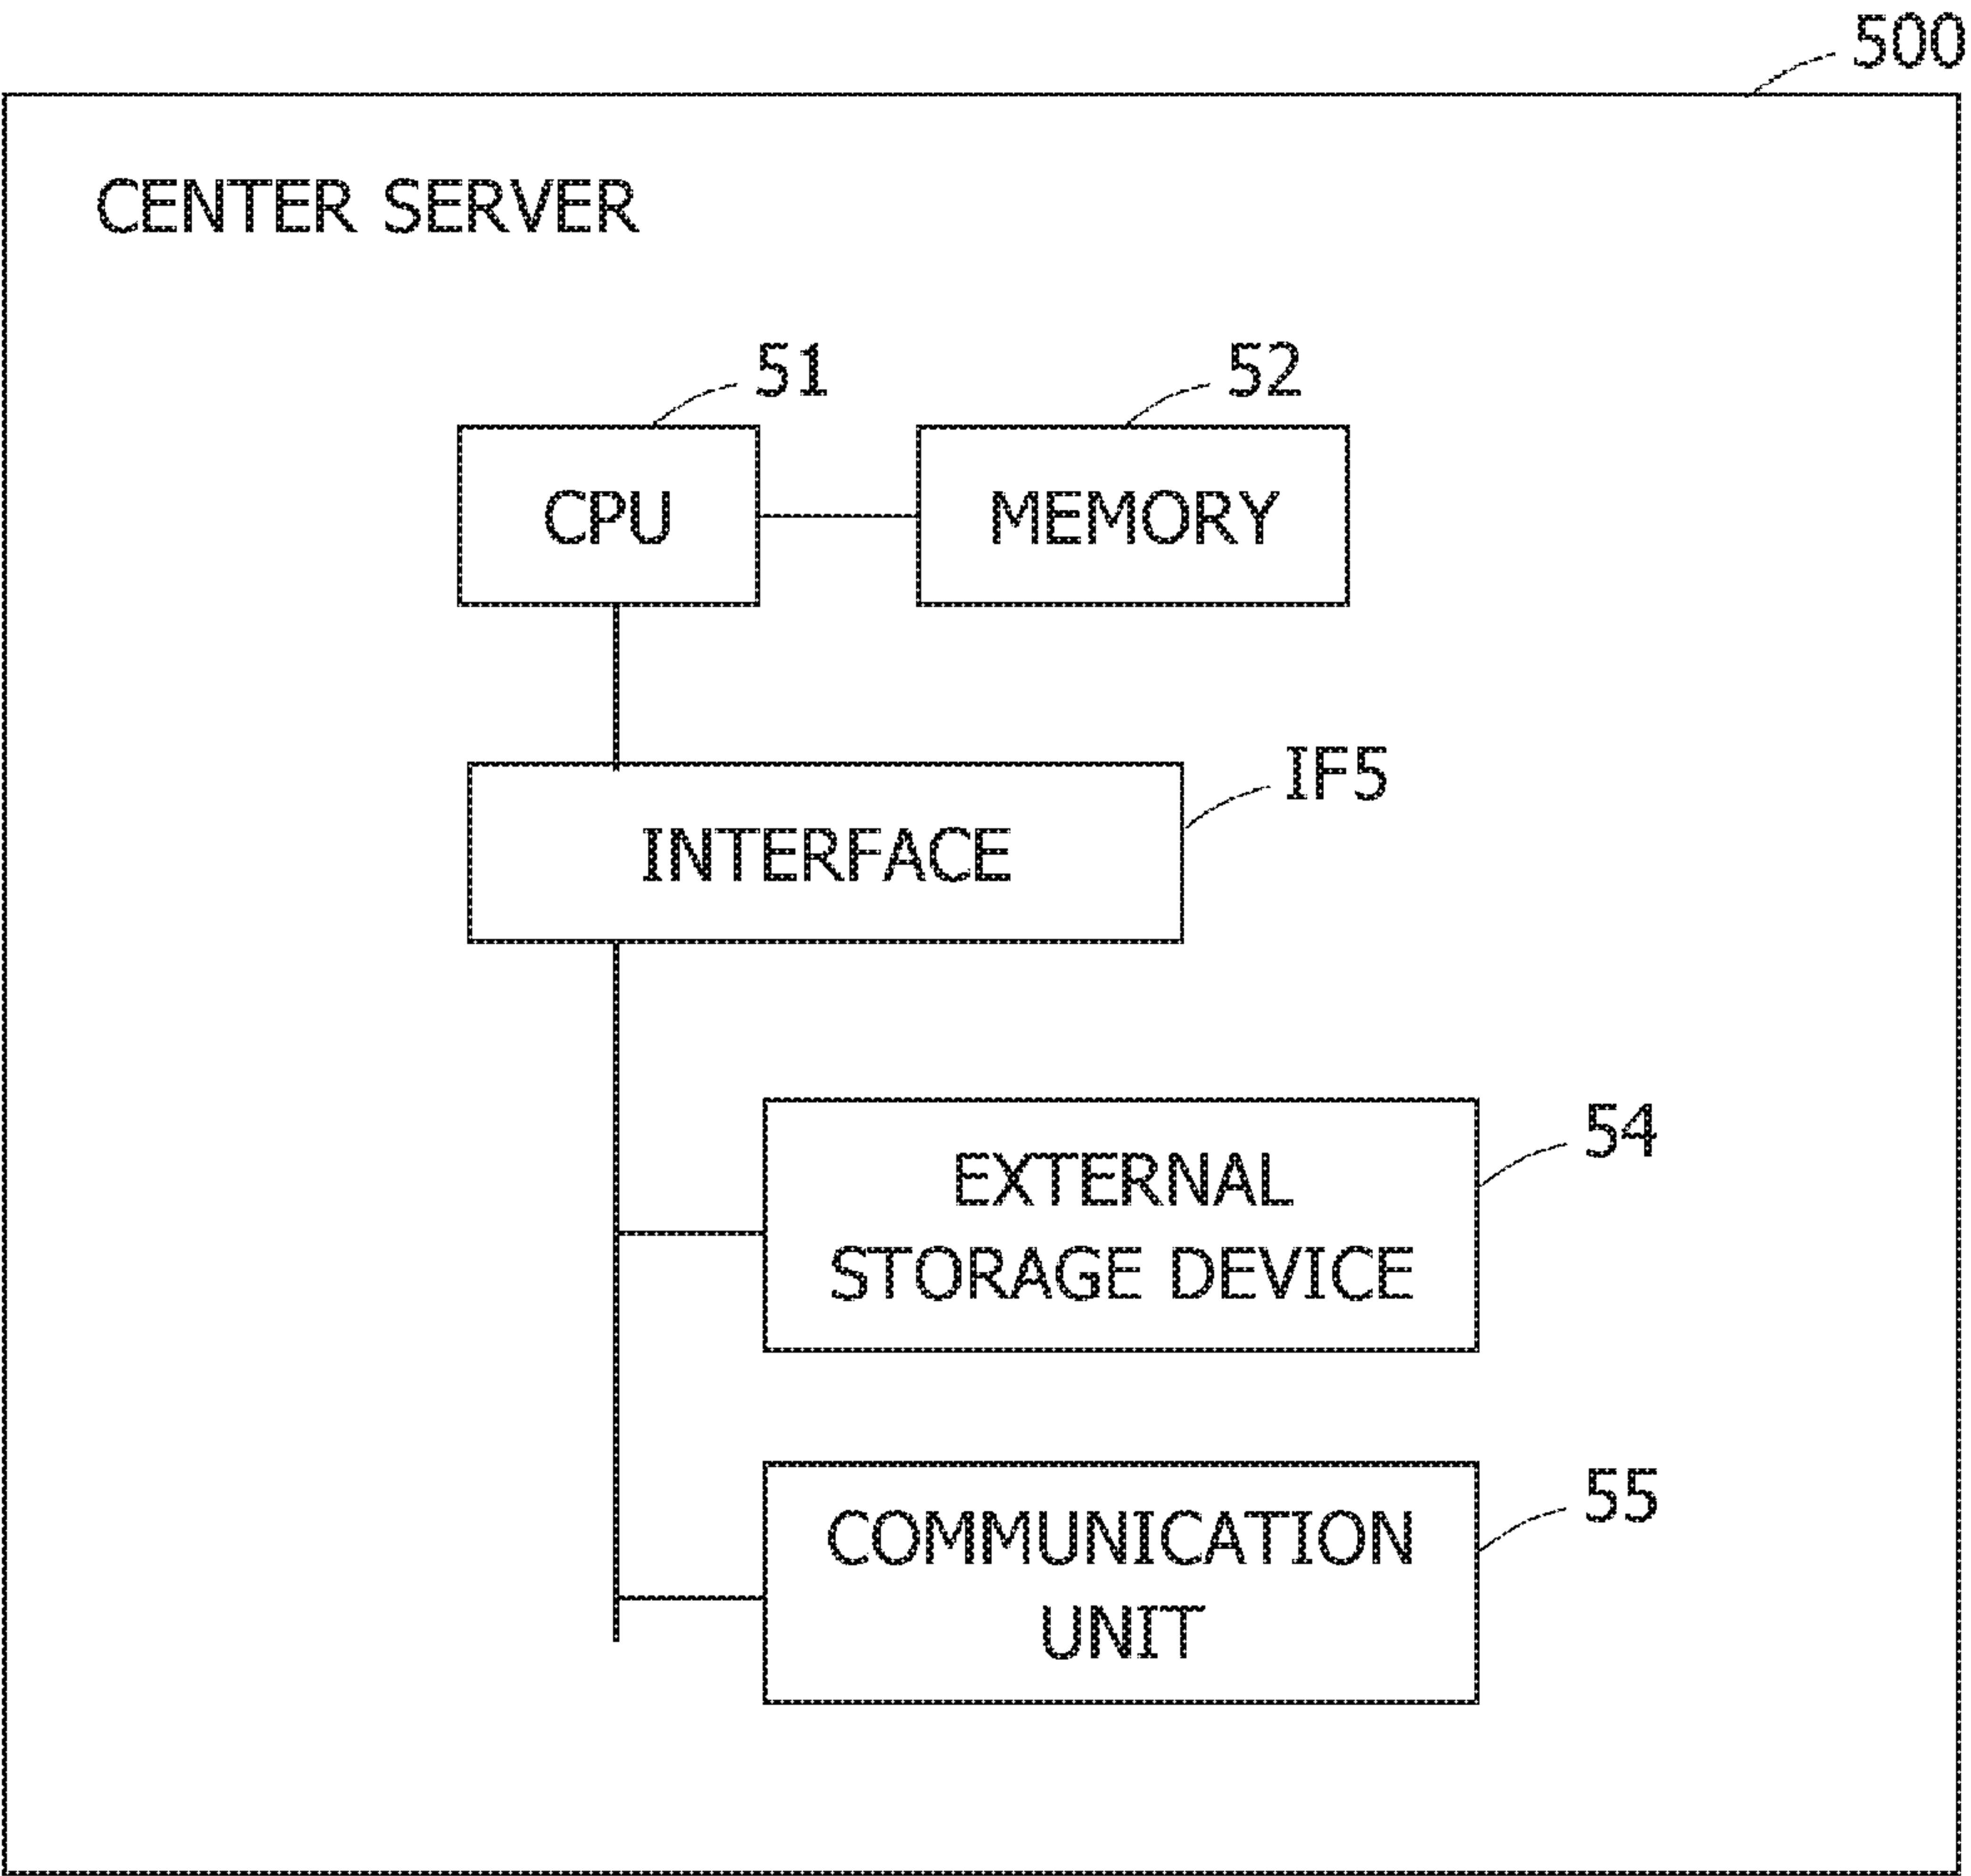 500
CENTER SERVER
51
52
CPU
MEMORY
IF5
INTERFACE
54
EXTERNAL
STORAGE DEVICE
55
COMMUNICATION
UNIT